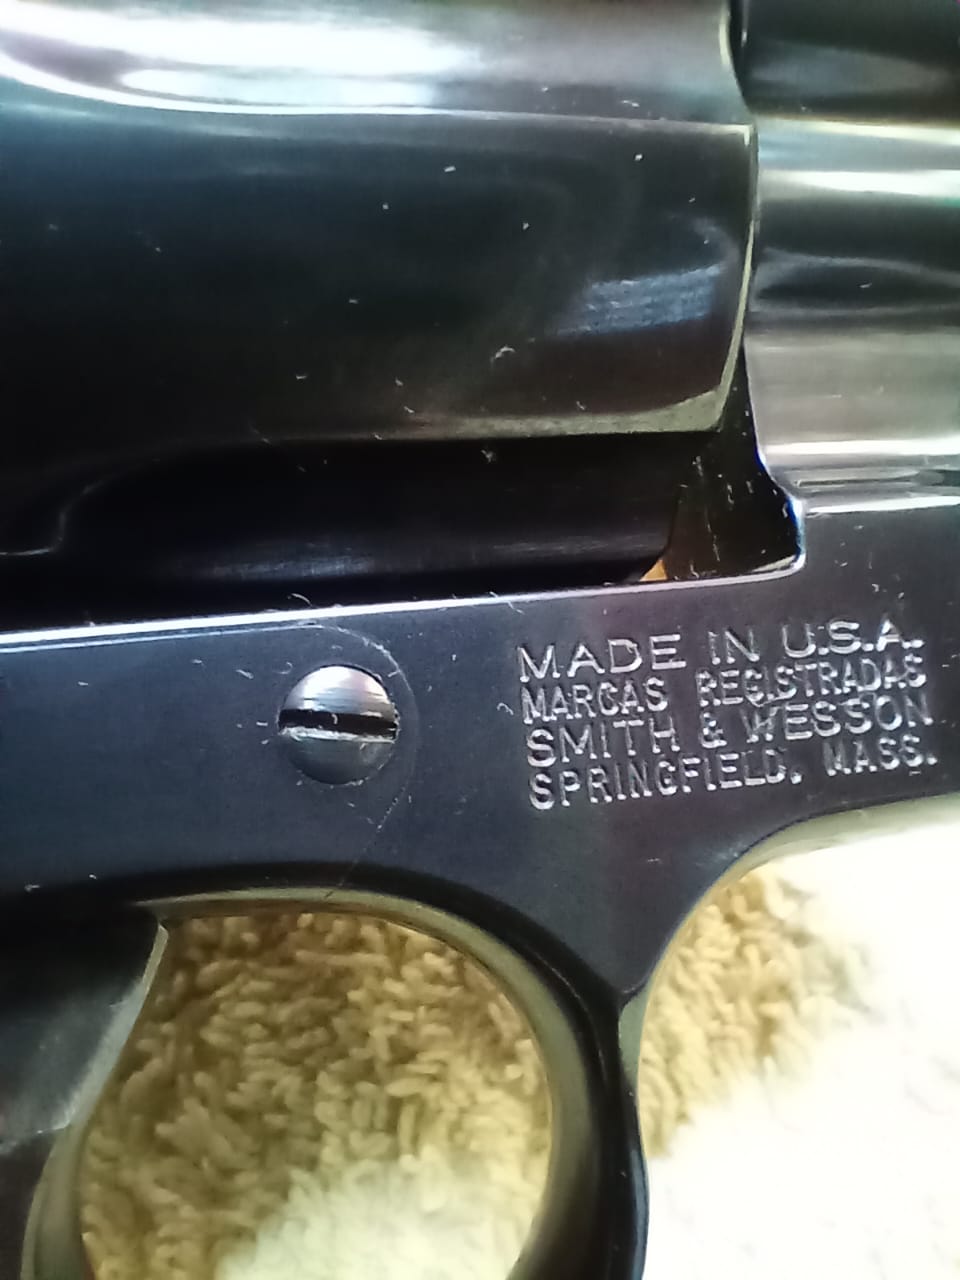 MADE IN U.S.A.
MARCAS REGISTRADAS
SMITH & WESSON
SPRINGFIELD, MASS.